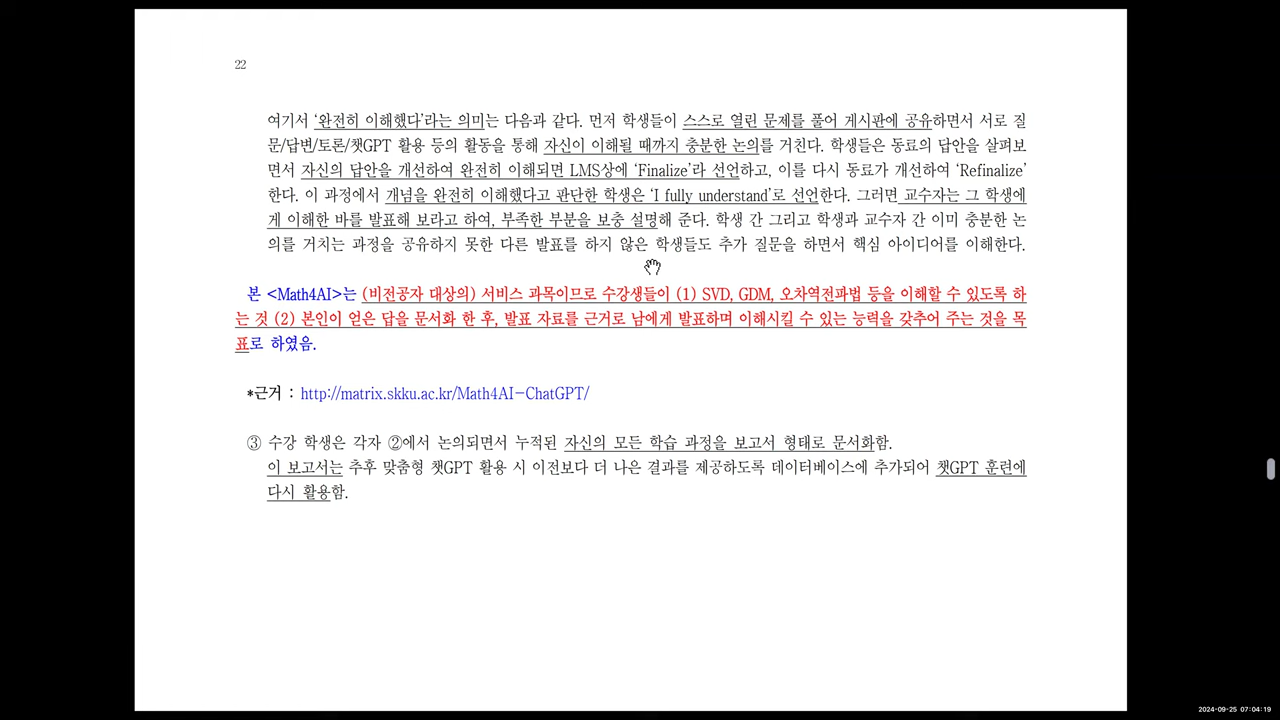 22
여기서 ‘완전히 이해했다’라는 의미는 다음과 같다. 먼저 학생들이 스스로 열린 문제를 풀어 게시판에 공유하면서 서로 질
문/답변/토론/챗GPT 활용 등의 활동을 통해 자신이 이해될 때까지 충분한 논의를 거친다. 학생들은 동료의 답안을 살펴보
면서 자신의 답안을 개선하여 완전히 이해되면 LMS상에 ‘Finalize’라 선언하고, 이를 다시 동료가 개선하여 ‘Refinalize’
한다. 이 과정에서 개념을 완전히 이해했다고 판단한 학생은 ‘I fully understand’로 선언한다. 그러면 교수자는 그 학생에
게 이해한 바를 발표해 보라고 하여, 부족한 부분을 보충 설명해 준다. 학생 간 그리고 학생과 교수자 간 이미 충분한 논
의를 거치는 과정을 공유하지 못한 다른 발표를 하지 않은 학생들도 추가 질문을 하면서 핵심 아이디어를 이해한다.
본 <Math4AI>는 (비전공자 대상의) 서비스 과목이므로 수강생들이 (1) SVD, GDM, 오차역전파법 등을 이해할 수 있도록 하
는 것 (2) 본인이 얻은 답을 문서화 한 후, 발표 자료를 근거로 남에게 발표하며 이해시킬 수 있는 능력을 갖추어 주는 것을 목
표로 하였음.
*근거 : http://matrix.skku.ac.kr/Math4AI-ChatGPT/
③ 수강 학생은 각자 ②에서 논의되면서 누적된 자신의 모든 학습 과정을 보고서 형태로 문서화함.
이 보고서는 추후 맞춤형 챗GPT 활용 시 이전보다 더 나은 결과를 제공하도록 데이터베이스에 추가되어 챗GPT 훈련에
다시 활용함.
2024-09-25 07:04:19